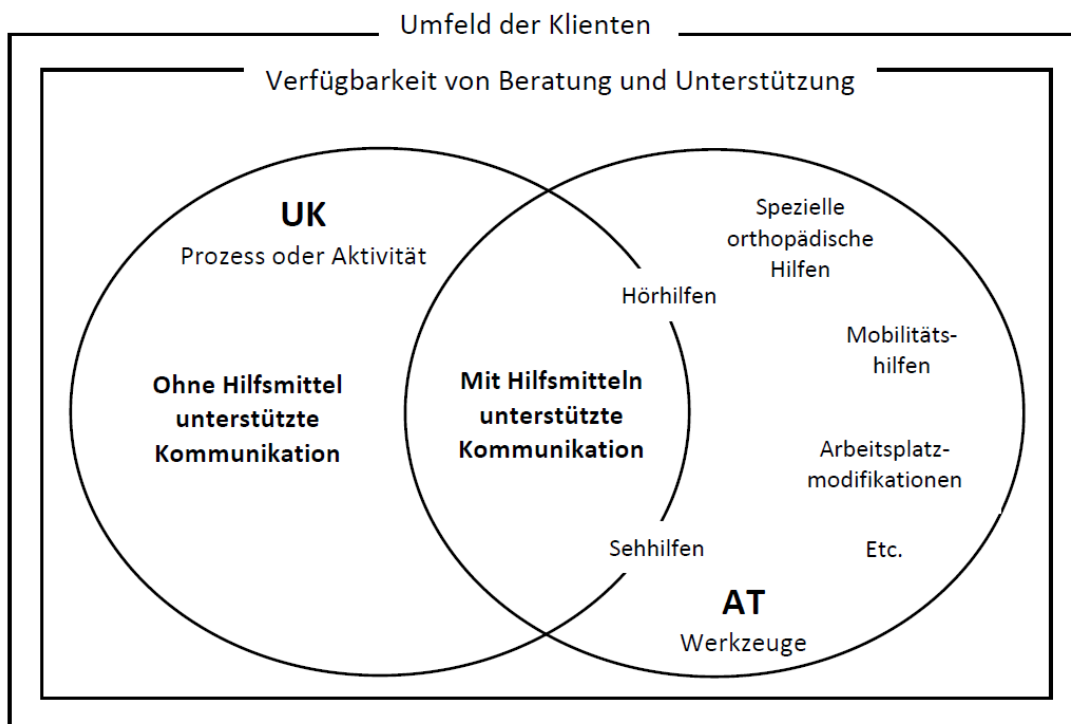 Umfeld der Klienten
Verfügbarkeit von Beratung und Unterstützung
UK
Prozess oder Aktivität
Ohne Hilfsmittel
unterstützte
Kommunikation
Mit Hilfsmitteln
unterstützte
Kommunikation
Hörhilfen
Sehhilfen
Spezielle
orthopädische
Hilfen
Mobilitäts-
hilfen
Arbeitsplatz-
modifikationen
Etc.
AT
Werkzeuge